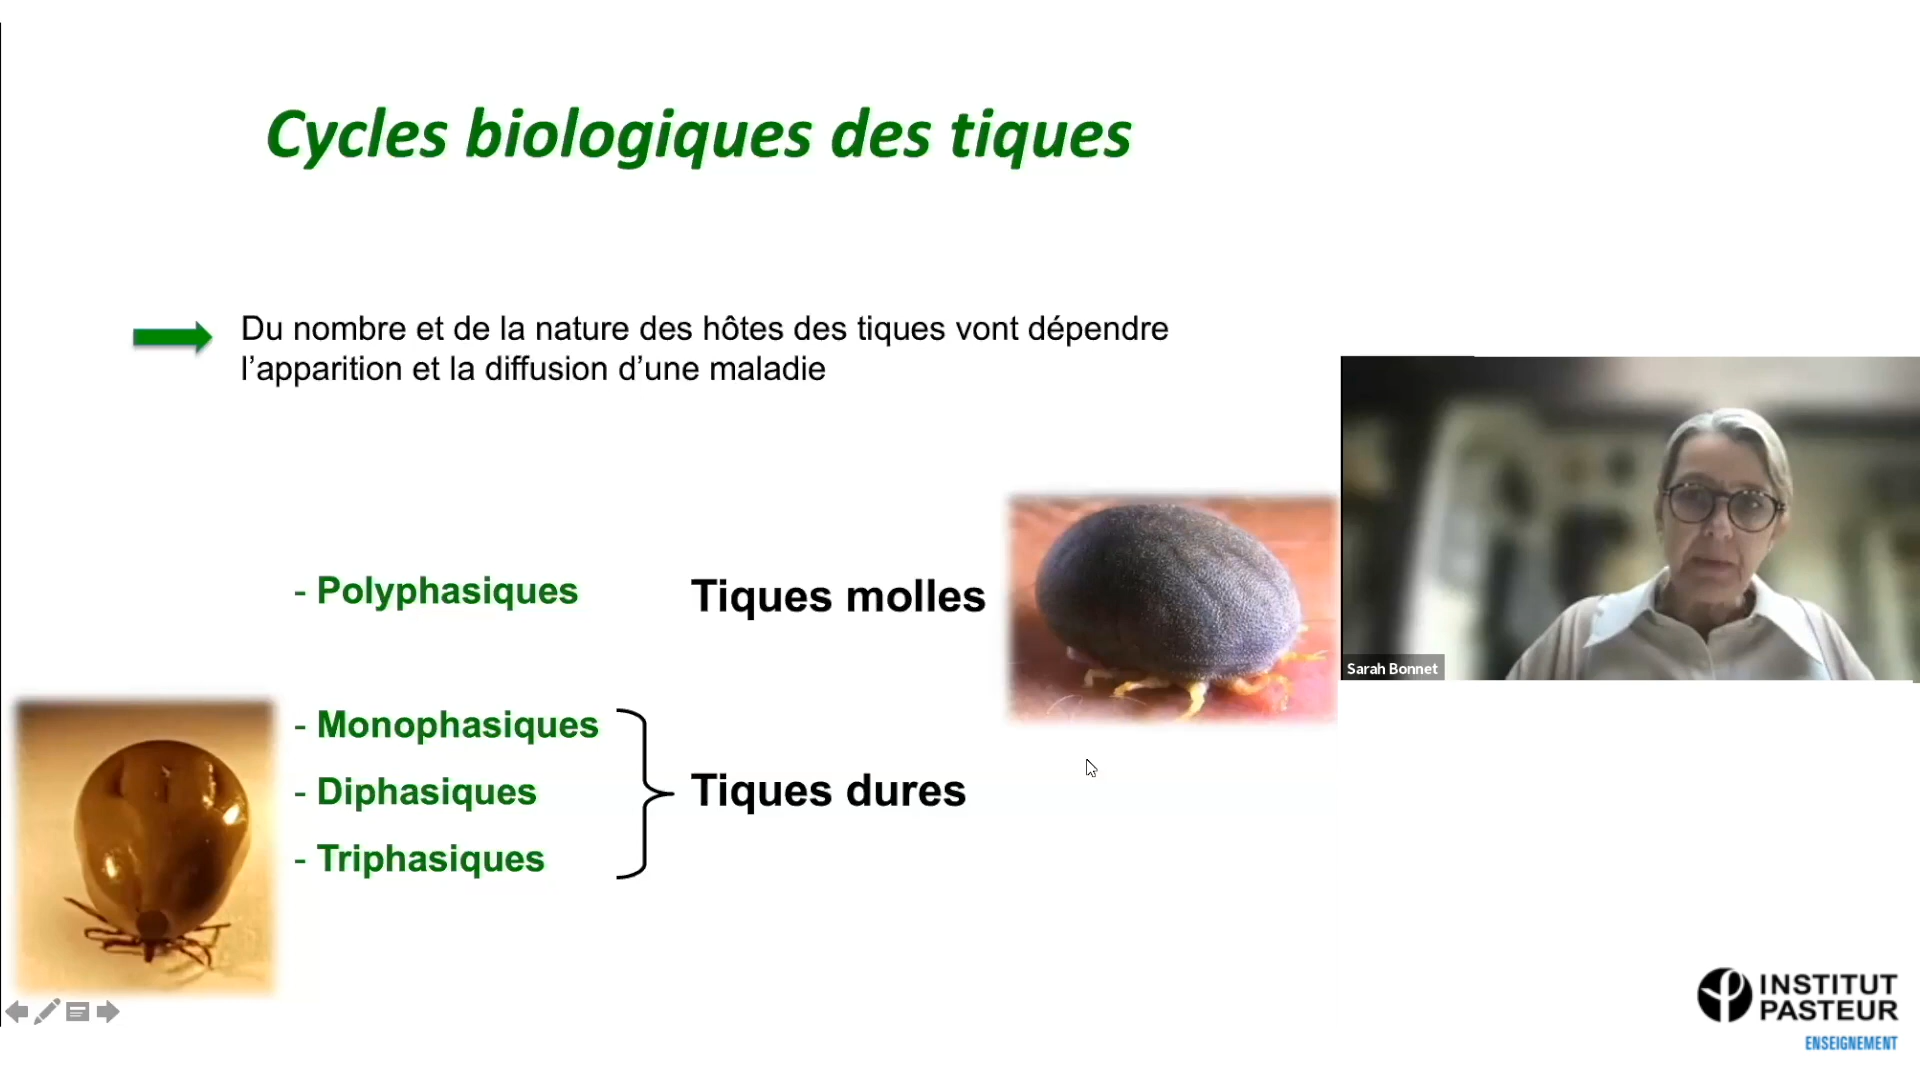 Cycles biologiques des tiques
Du nombre et de la nature des hôtes des tiques vont dépendre
l’apparition et la diffusion d’une maladie
- Polyphasiques
Tiques molles
Sarah Bonnet
- Monophasiques
- Diphasiques
Tiques dures
- Triphasiques
INSTITUT
PASTEUR
ENSEIGNEMENT